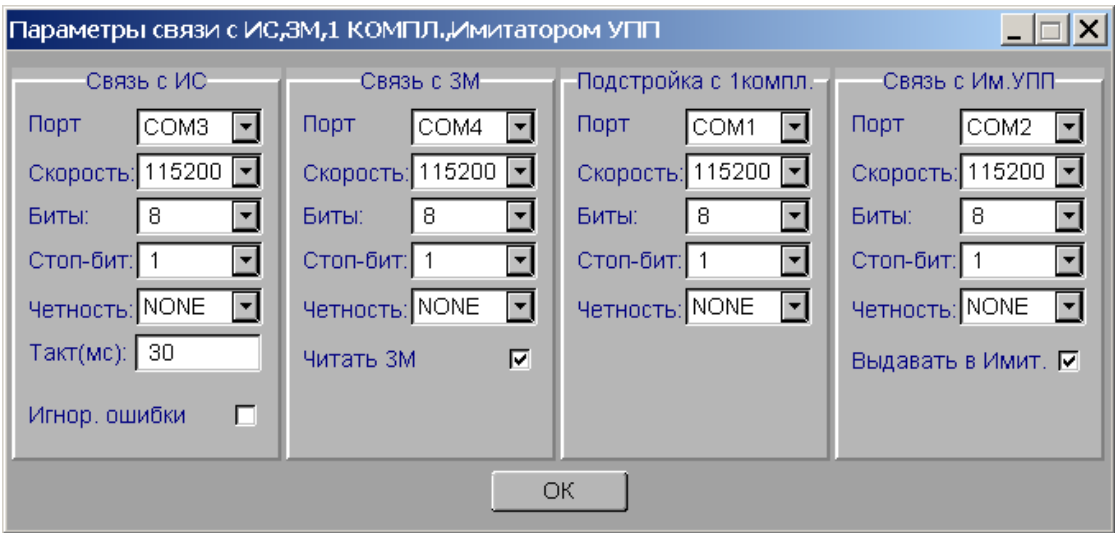 Параметры связи с ИС,ЗМ,1 КОМПЛ.,Имитатором УПП
Связь с ИС
Порт COM3
Скорость: 115200
Биты: 8
Стоп-бит: 1
Четность: NONE
Такт(мс): 30
Игнор. ошибки
Связь с ЗМ
Порт COM4
Скорость: 115200
Биты: 8
Стоп-бит: 1
Четность: NONE
Читать ЗМ
Подстройка с 1компл.
Порт COM1
Скорость: 115200
Биты: 8
Стоп-бит: 1
Четность: NONE
Связь с Им.УПП
Порт COM2
Скорость: 115200
Биты: 8
Стоп-бит: 1
Четность: NONE
Выдавать в Имит.
ОК